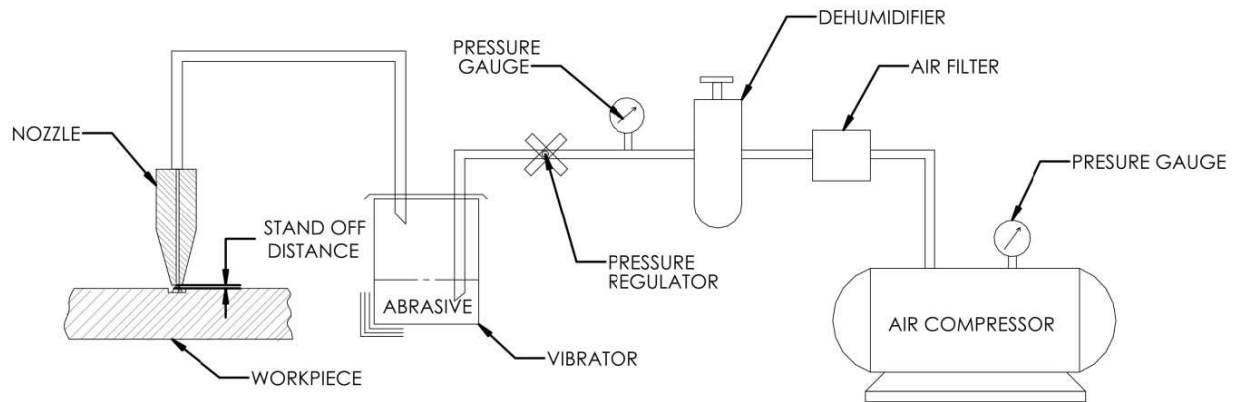 DEHUMIDIFIER
PRESSURE
GAUGE
AIR FILTER
NOZZLE
PRESURE GAUGE
STAND OFF
DISTANCE
PRESSURE
REGULATOR
ABRASIVE
AIR COMPRESSOR
VIBRATOR
WORKPIECE